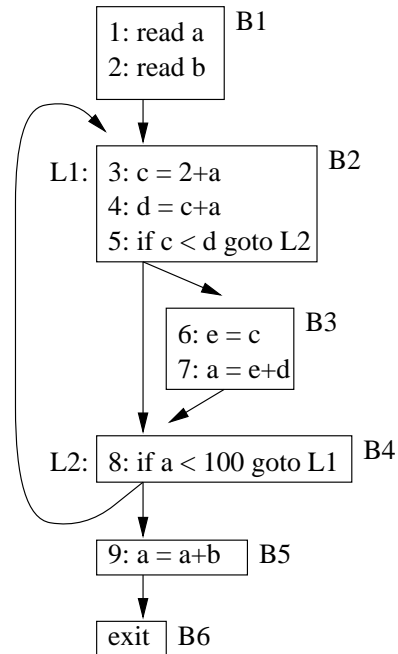 1: read a
2: read b
B1
L1:
3: c = 2+a
4: d = c+a
5: if c < d goto L2
B2
6: e = c
7: a = e+d
B3
L2:
8: if a < 100 goto L1
B4
9: a = a+b
B5
exit
B6